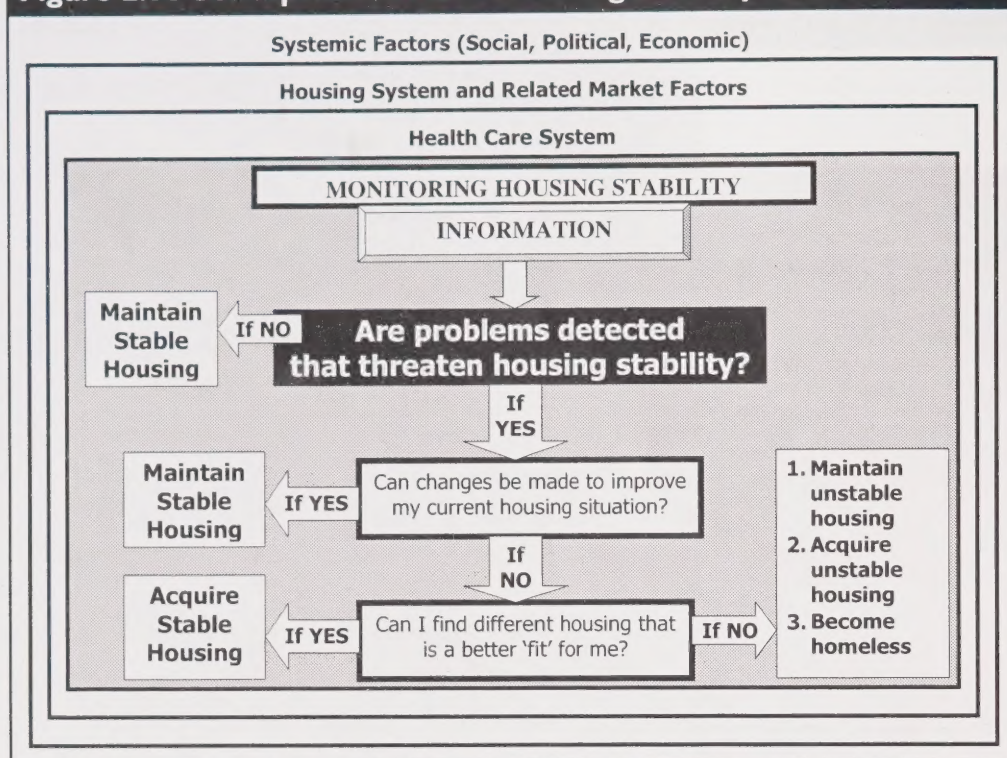 Systemic Factors (Social, Political, Economic)
Housing System and Related Market Factors
Health Care System
MONITORING HOUSING STABILITY
INFORMATION
Maintain
Stable
Housing
If NO
Are problems detected
that threaten housing stability?
If
YES
Maintain
Stable
Housing
If YES
Can changes be made to improve
my current housing situation?
If
NO
Acquire
Stable
Housing
If YES
Can I find different housing that
is a better ‘fit’ for me?
If NO
1. Maintain
unstable
housing
2. Acquire
unstable
housing
3. Become
homeless